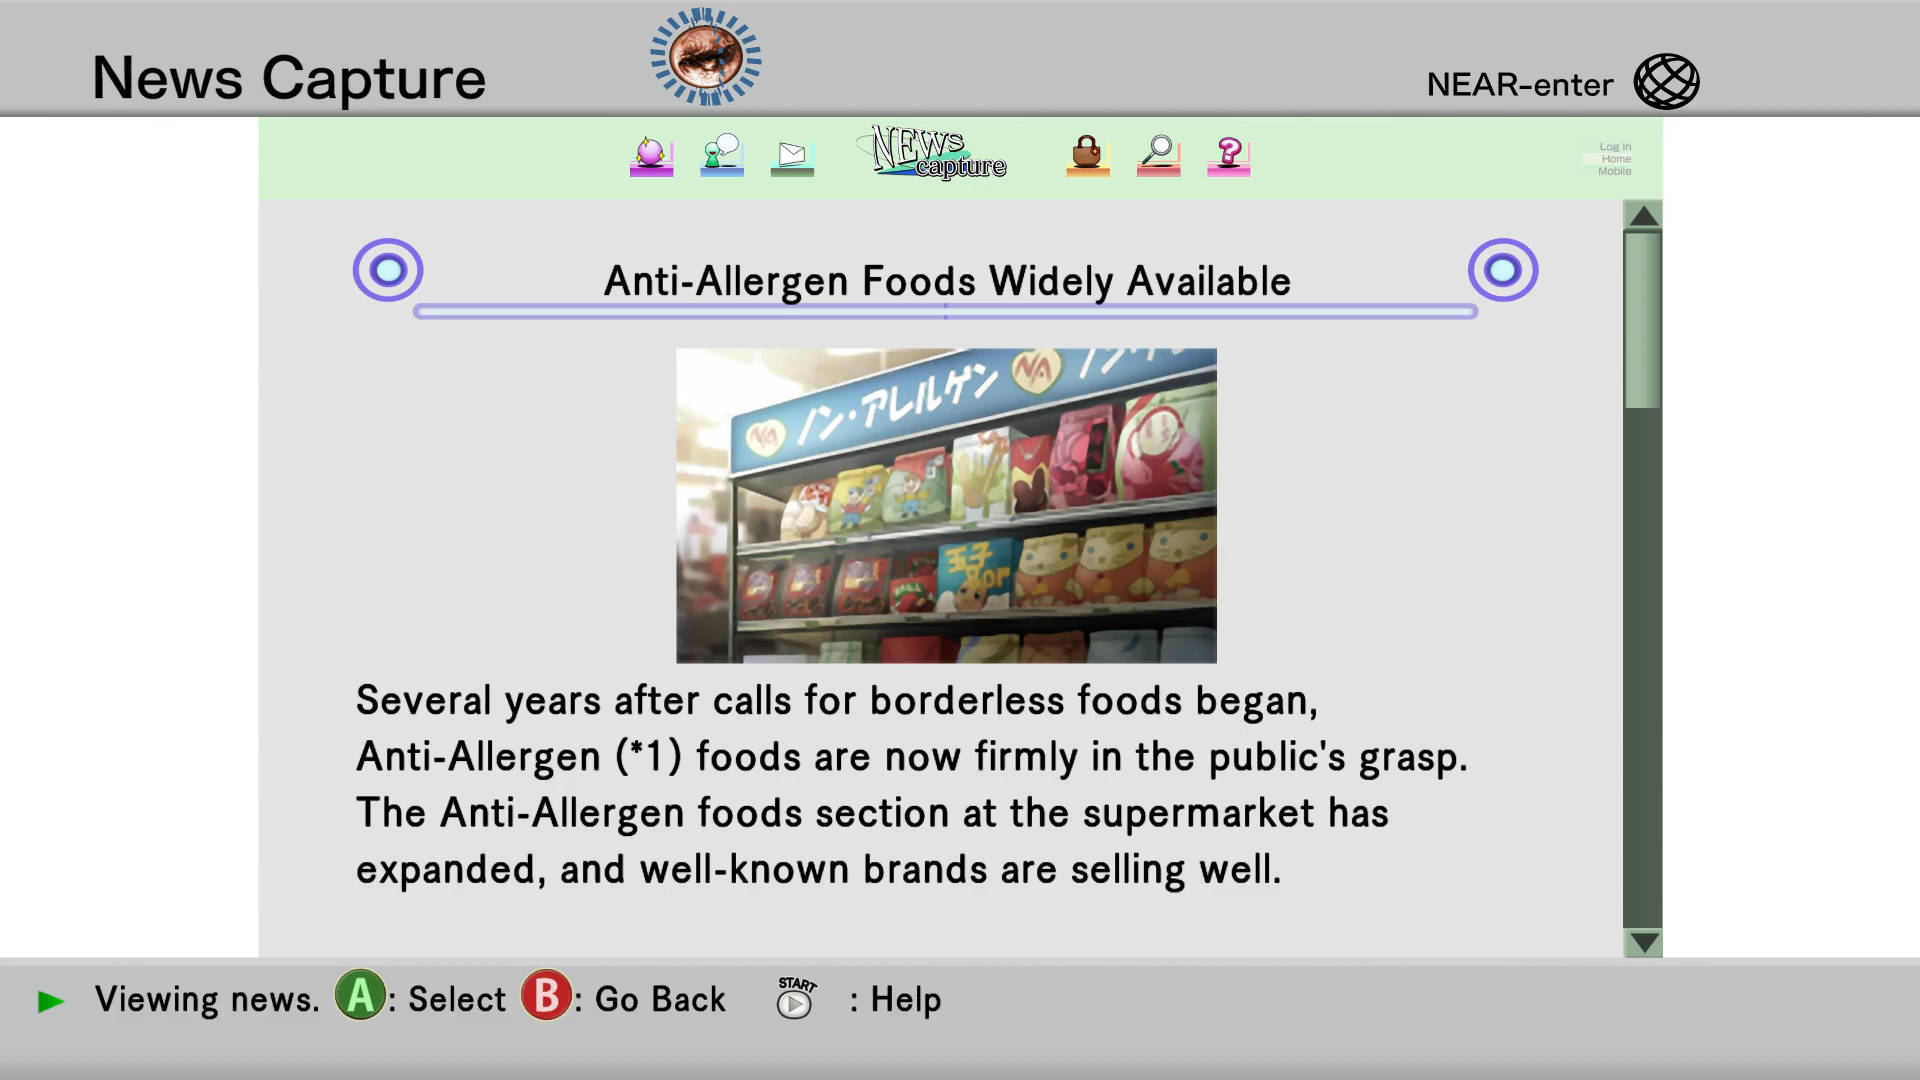 News Capture
NEAR-enter
NEWS
capture
Log In
Home
Mobile
Anti-Allergen Foods Widely Available
NA ノン・アレルゲン NA
王子
Several years after calls for borderless foods began,
Anti-Allergen (*1) foods are now firmly in the public's grasp.
The Anti-Allergen foods section at the supermarket has
expanded, and well-known brands are selling well.
Viewing news. A: Select B: Go Back START : Help